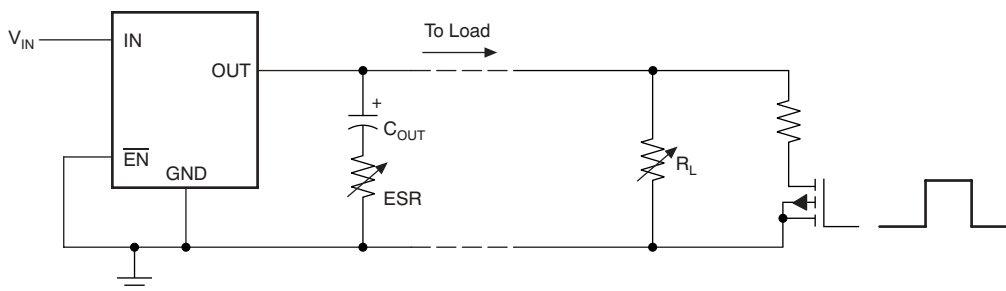 To Load
V_IN
IN
OUT
+
C_OUT
EN
GND
ESR
R_L